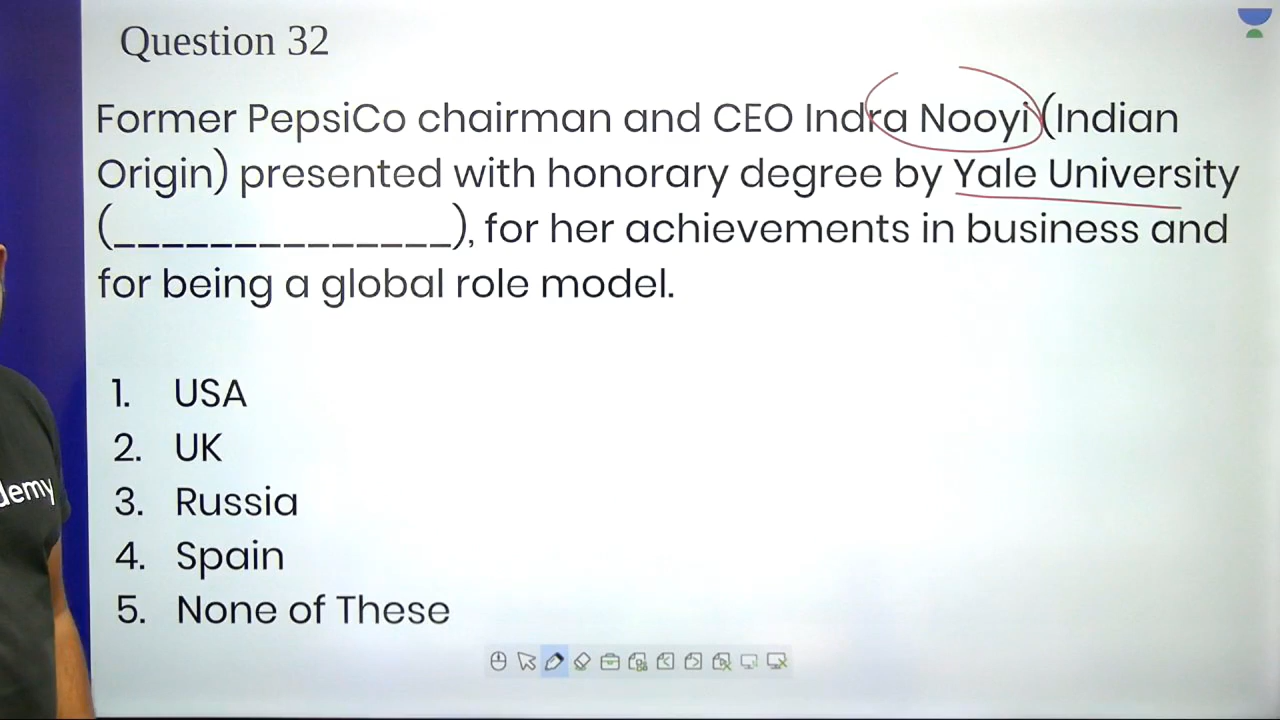 Question 32
Former PepsiCo chairman and CEO Indra Nooyi (Indian
Origin) presented with honorary degree by Yale University
(______________), for her achievements in business and
for being a global role model.
1. USA
2. UK
3. Russia
4. Spain
5. None of These
demy